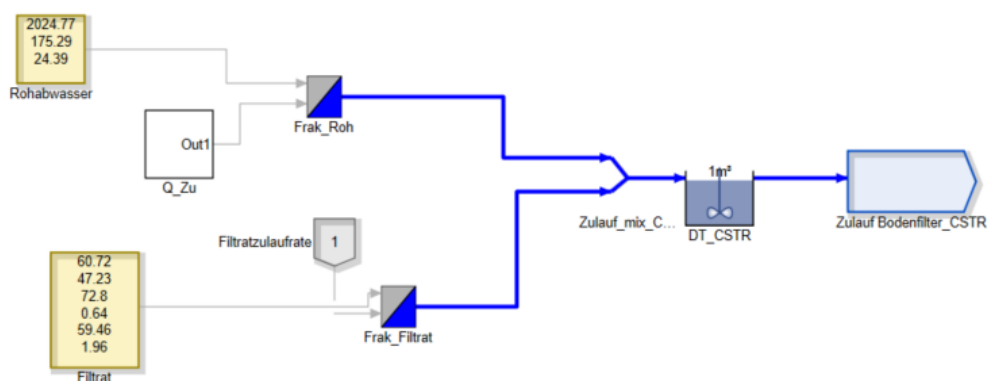 2024.77
175.29
24.39
Rohabwasser
Out1
Q_Zu
Frak_Roh
Filtratzulaufrate
1
60.72
47.23
72.8
0.64
59.46
1.96
Filtrat
Frak_Filtrat
Zulauf_mix_C...
1m²
DT_CSTR
Zulauf Bodenfilter_CSTR